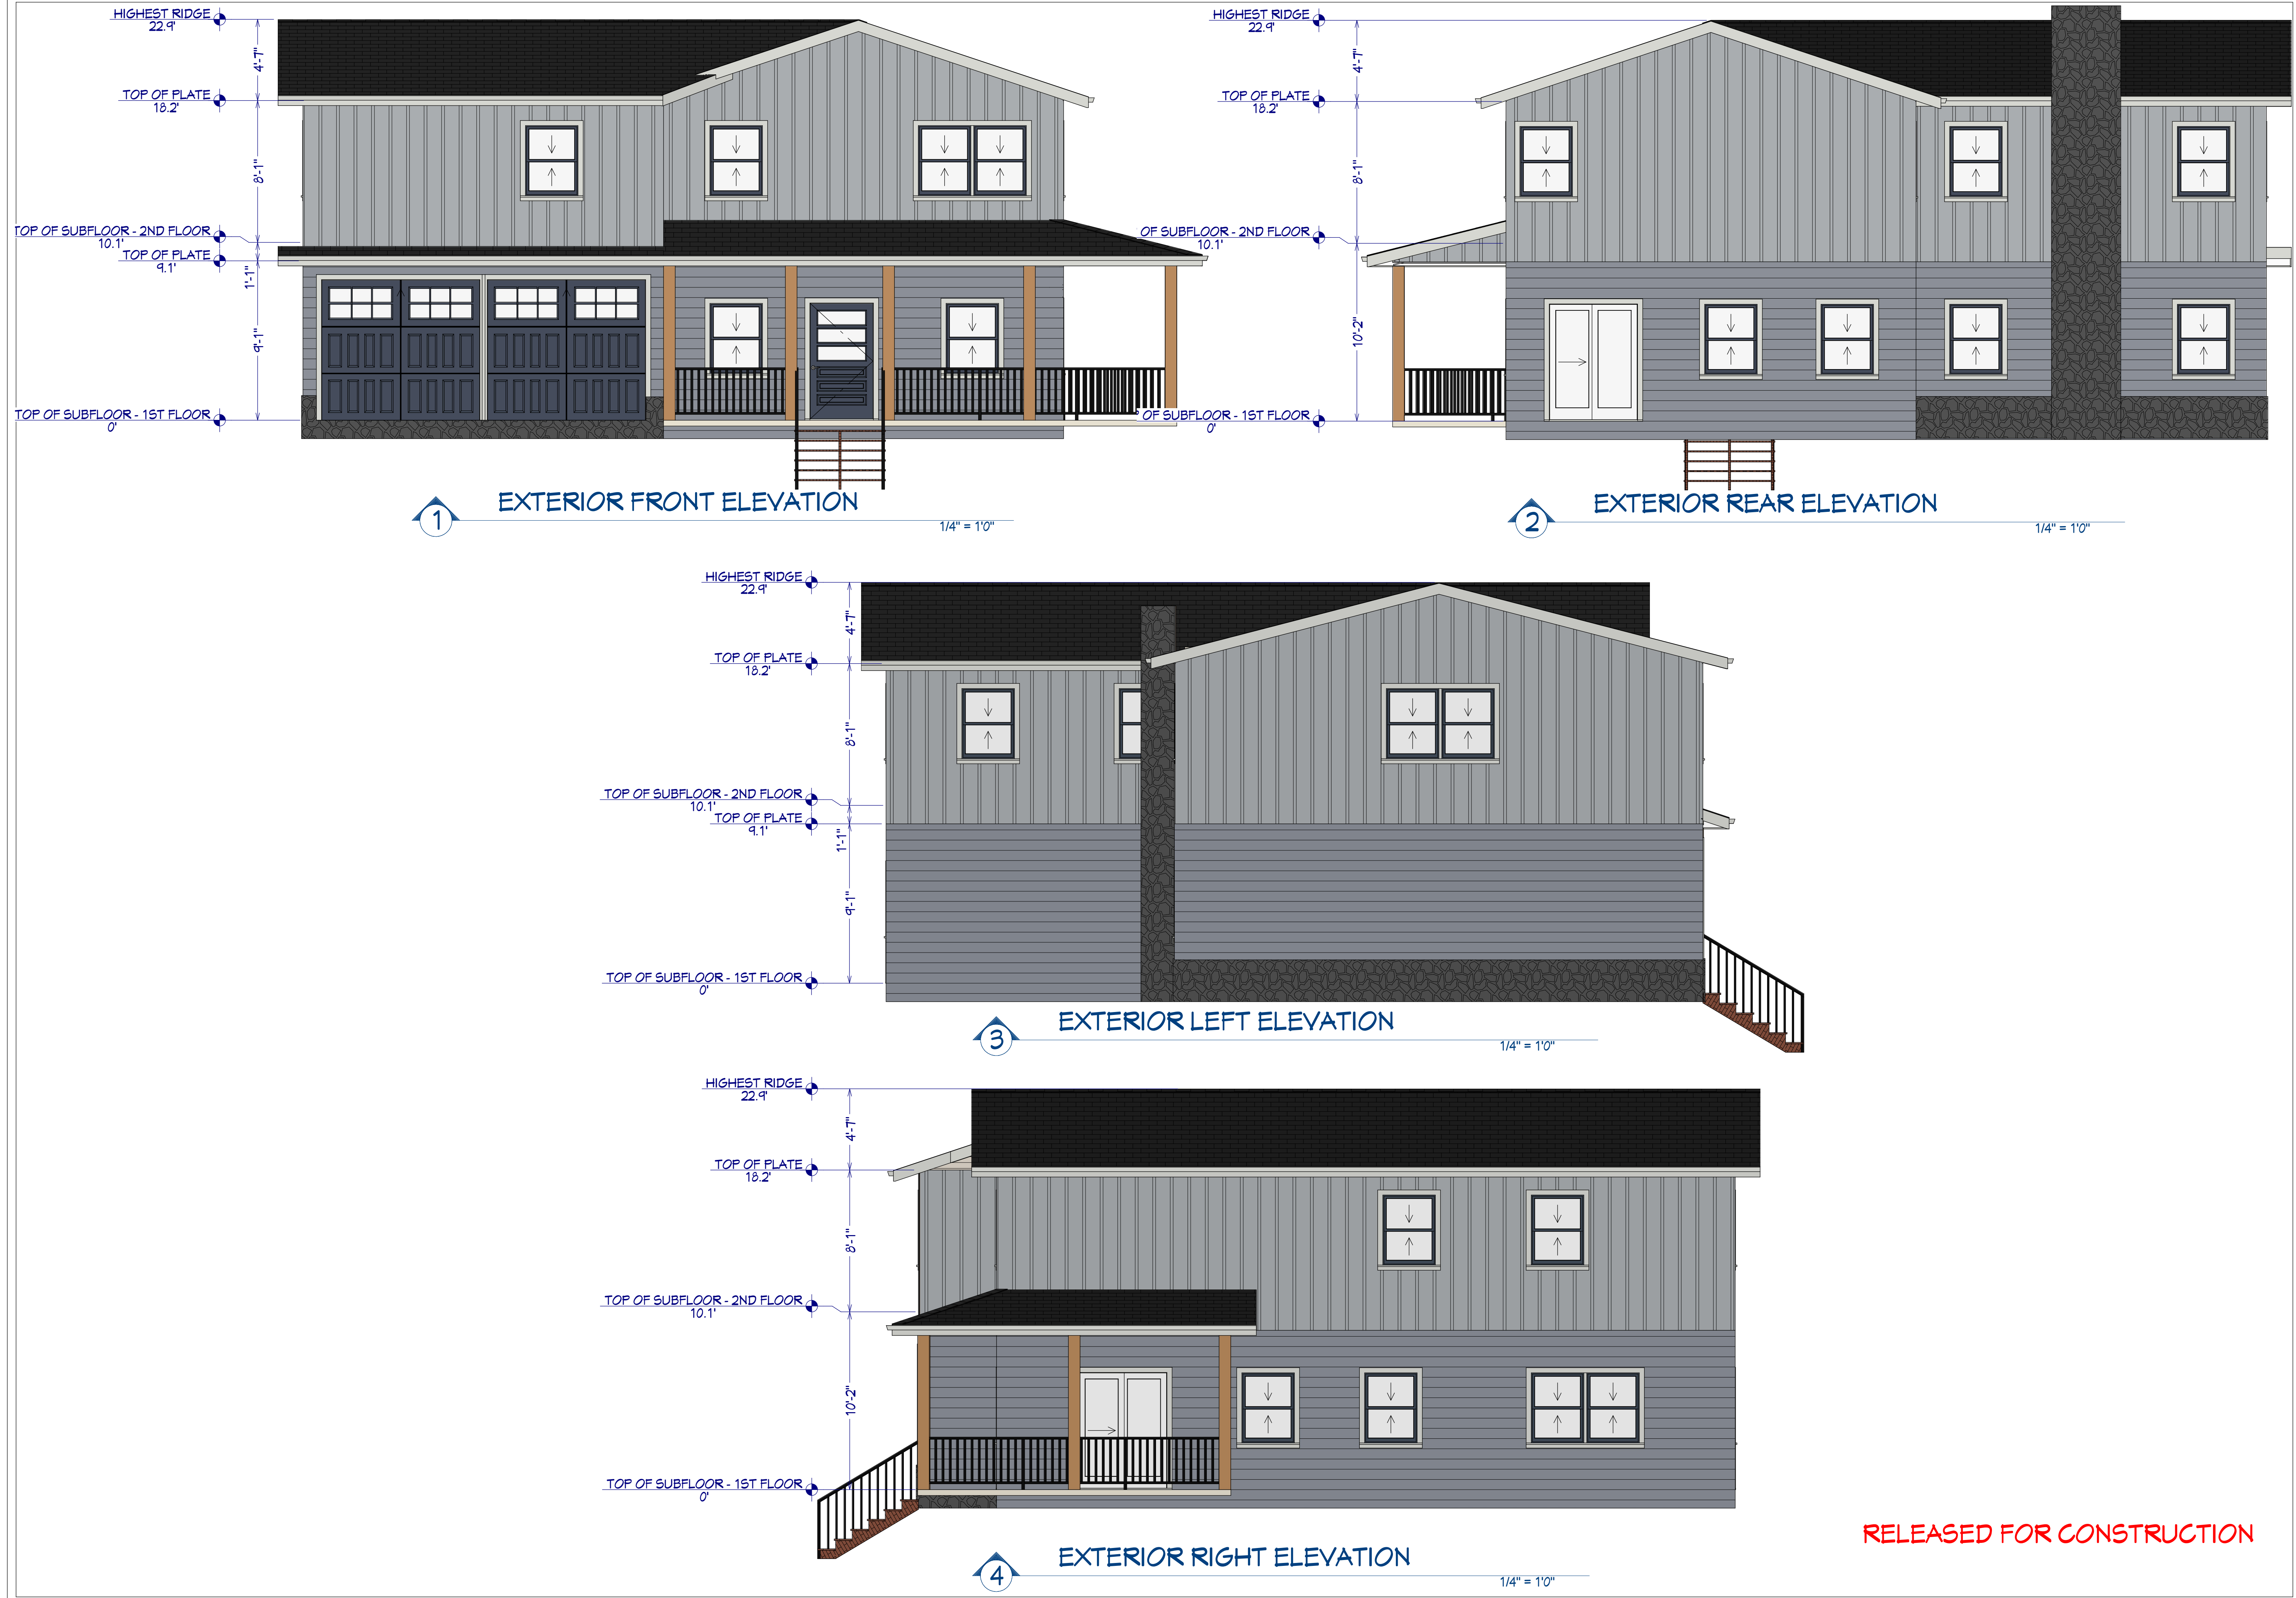 HIGHEST RIDGE
22.9'
4'-7"
TOP OF PLATE
18.2'
8'-1"
TOP OF SUBFLOOR - 2ND FLOOR
10.1'
TOP OF PLATE
9.1'
1'-1"
9'-1"
TOP OF SUBFLOOR - 1ST FLOOR
0'
1
EXTERIOR FRONT ELEVATION
1/4" = 1'0"
HIGHEST RIDGE
22.9'
4'-7"
TOP OF PLATE
18.2'
8'-1"
OF SUBFLOOR - 2ND FLOOR
10.1'
10'-2"
OF SUBFLOOR - 1ST FLOOR
0'
2
EXTERIOR REAR ELEVATION
1/4" = 1'0"
HIGHEST RIDGE
22.9'
4'-7"
TOP OF PLATE
18.2'
8'-1"
TOP OF SUBFLOOR - 2ND FLOOR
10.1'
TOP OF PLATE
9.1'
1'-1"
9'-1"
TOP OF SUBFLOOR - 1ST FLOOR
0'
3
EXTERIOR LEFT ELEVATION
1/4" = 1'0"
HIGHEST RIDGE
22.9'
4'-7"
TOP OF PLATE
18.2'
8'-1"
TOP OF SUBFLOOR - 2ND FLOOR
10.1'
10'-2"
TOP OF SUBFLOOR - 1ST FLOOR
0'
4
EXTERIOR RIGHT ELEVATION
1/4" = 1'0"
RELEASED FOR CONSTRUCTION